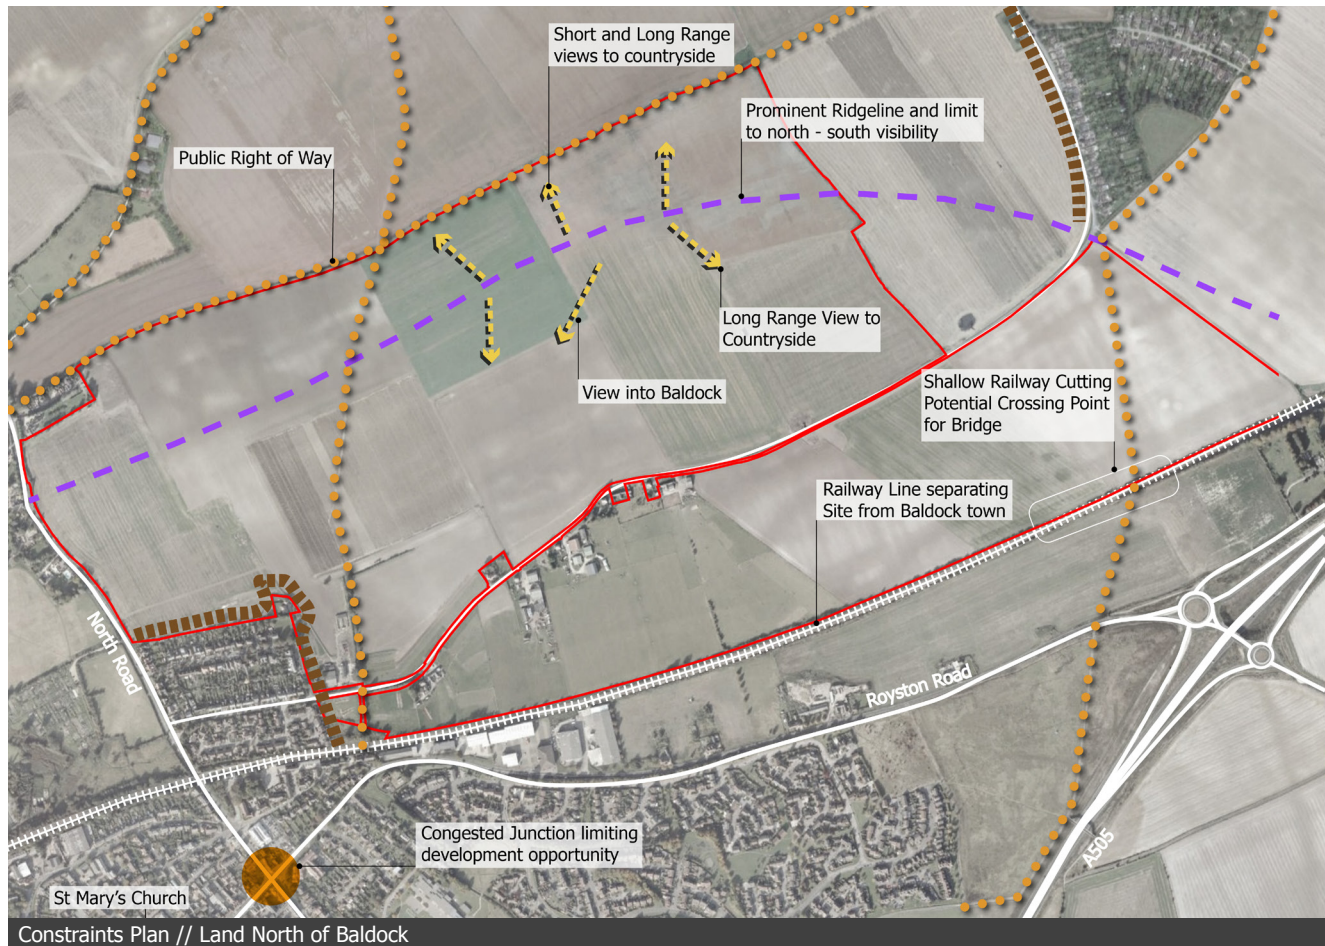 Short and Long Range
views to countryside
Prominent Ridgeline and limit
to north - south visibility
Public Right of Way
Long Range View to
Countryside
View into Baldock
Shallow Railway Cutting
Potential Crossing Point
for Bridge
Railway Line separating
Site from Baldock town
North Road
Royston Road
Congested Junction limiting
development opportunity
A505
St Mary's Church
Constraints Plan // Land North of Baldock